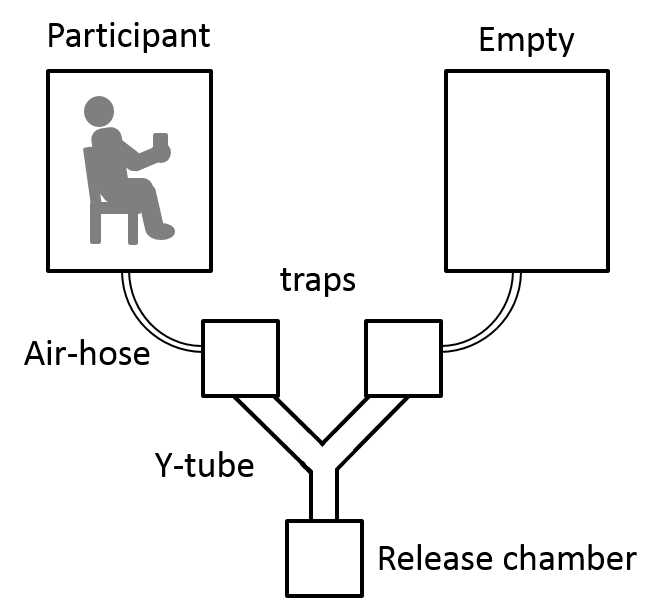 Participant
Empty
traps
Air-hose
Y-tube
Release chamber